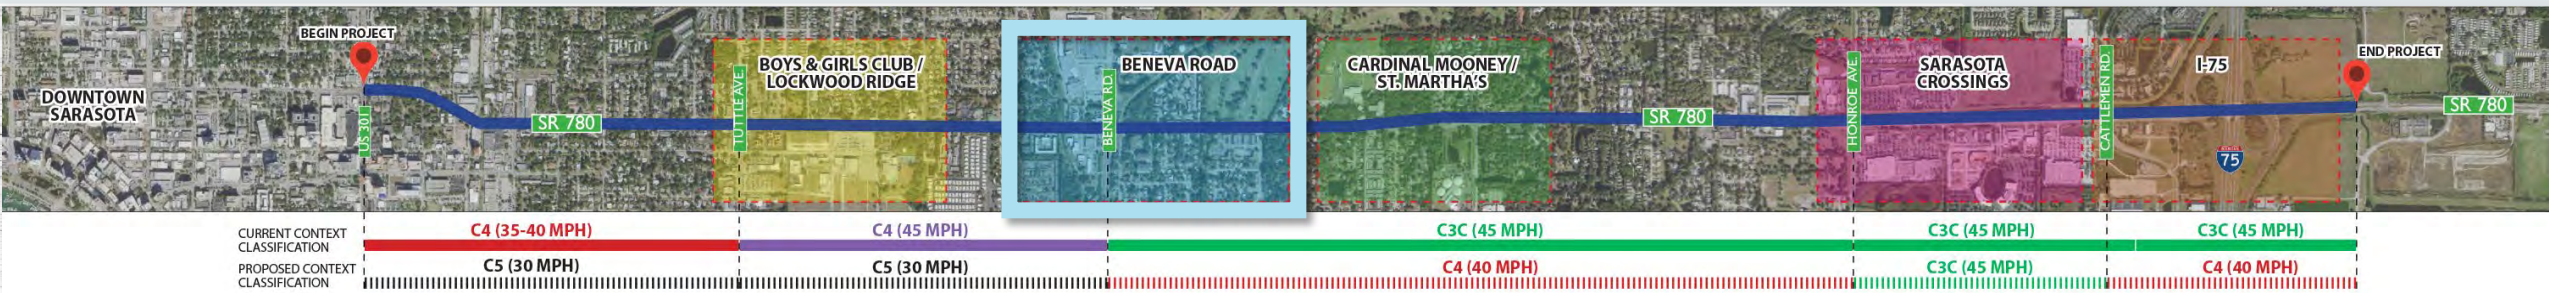 BEGIN PROJECT
DOWNTOWN
SARASOTA
US 301
SR 780
TUTTLE AVE.
BOYS & GIRLS CLUB /
LOCKWOOD RIDGE
BENEVA RD.
BENEVA ROAD
CARDINAL MOONEY /
ST. MARTHA'S
SR 780
HONROE AVE.
SARASOTA
CROSSINGS
CATTLEMEN RD.
I-75
75
END PROJECT
SR 780
CURRENT CONTEXT
CLASSIFICATION
C4 (35-40 MPH)
C4 (45 MPH)
C3C (45 MPH)
C3C (45 MPH)
C3C (45 MPH)
PROPOSED CONTEXT
CLASSIFICATION
C5 (30 MPH)
C5 (30 MPH)
C4 (40 MPH)
C3C (45 MPH)
C4 (40 MPH)